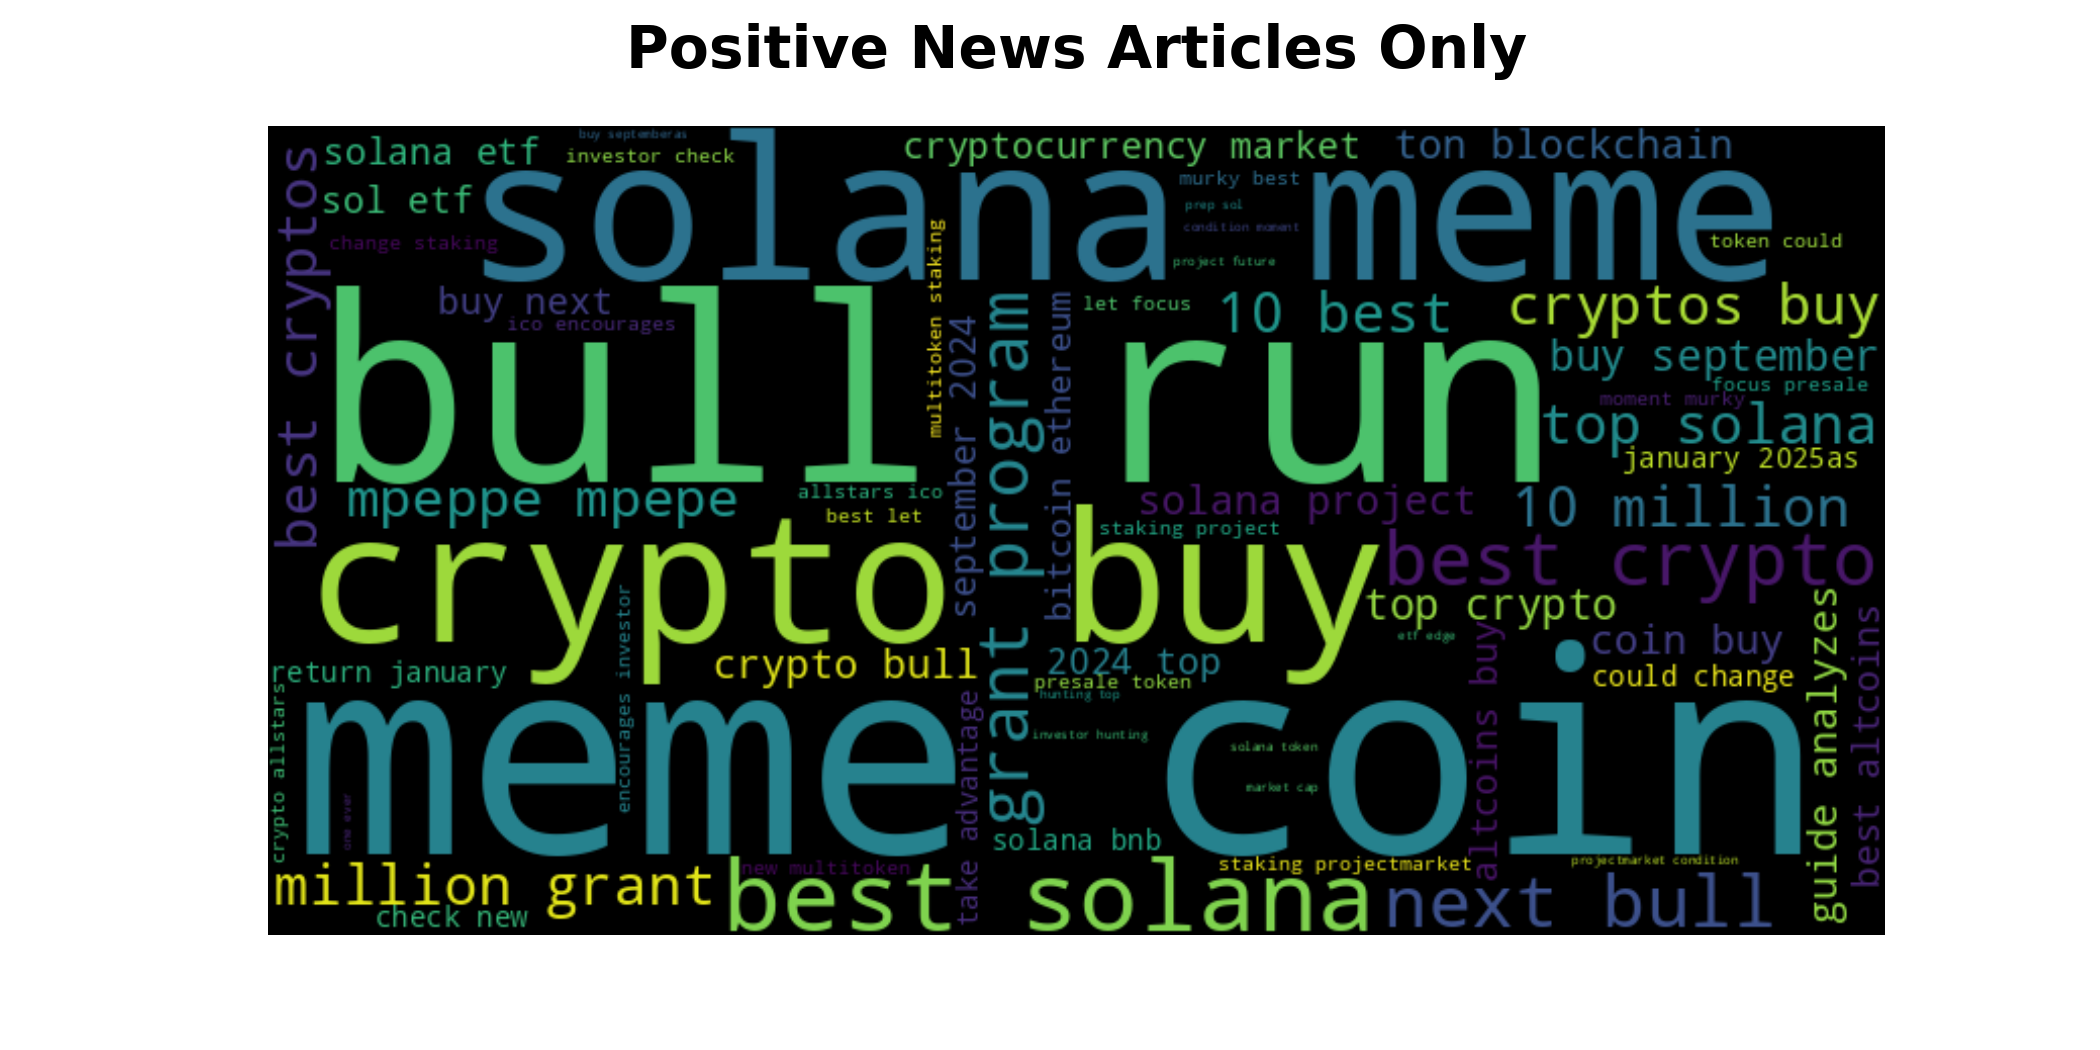 Positive News Articles Only
buy septemberas
solana etf
investor check
cryptocurrency market
ton blockchain
best cryptos
sol etf
solana meme
murky best
prep sol
condition moment
change staking
token could
project future
multitoken staking
buy next
ico encourages
bull run
september 2024
grant program
bitcoin ethereum
let focus
10 best
cryptos buy
buy september
focus presale
moment murky
top solana
january 2025as
mpeppe mpepe
allstars ico
best let
solana project
10 million
staking project
crypto buy
best crypto
top crypto
etf edge
coin buy
could change
return january
encourages investor
crypto bull
2024 top
presale token
hunting top
altcoins buy
guide analyzes
best altcoins
crypto allstars
one ever
meme coin
take advantage
investor hunting
solana token
market cap
solana bnb
million grant
new multitoken
staking projectmarket
projectmarket condition
check new
best solana
next bull